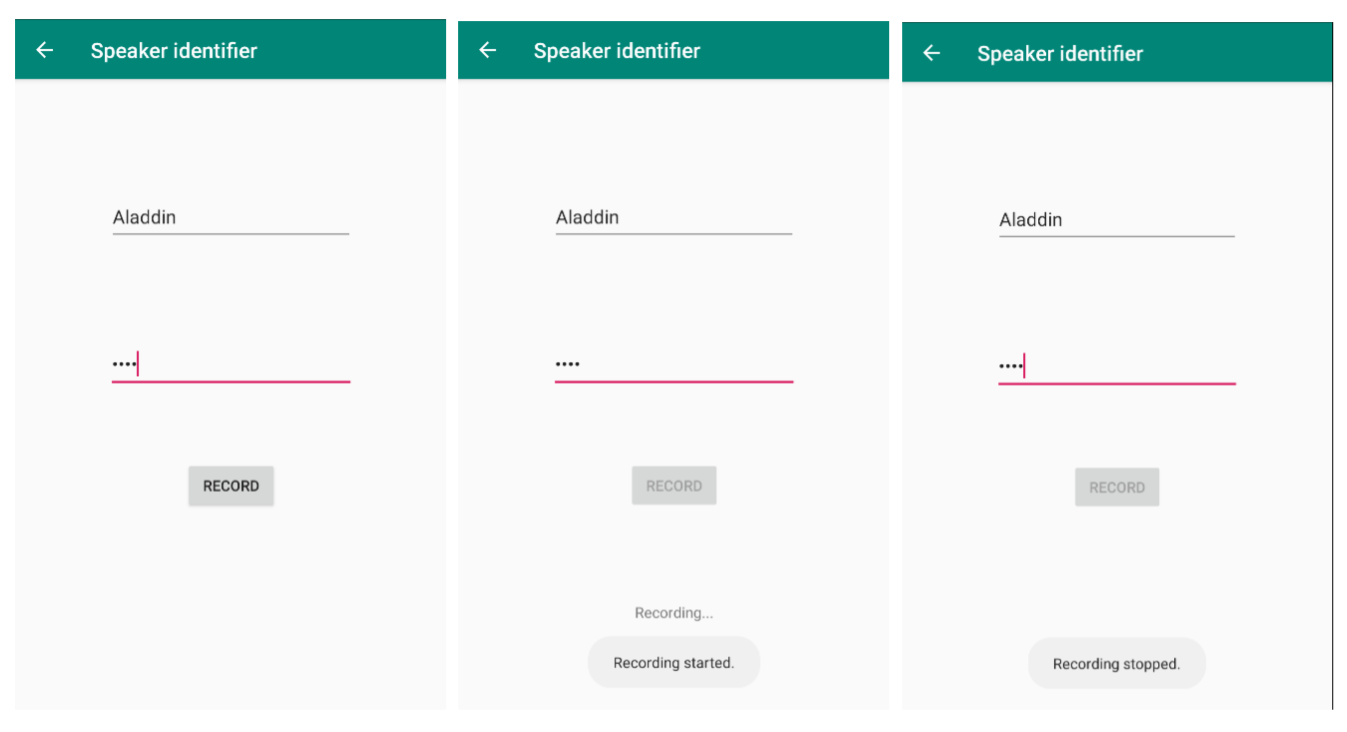 Speaker identifier
Aladdin
••••
RECORD
Speaker identifier
Aladdin
••••
RECORD
Recording...
Recording started.
Speaker identifier
Aladdin
••••
RECORD
Recording stopped.